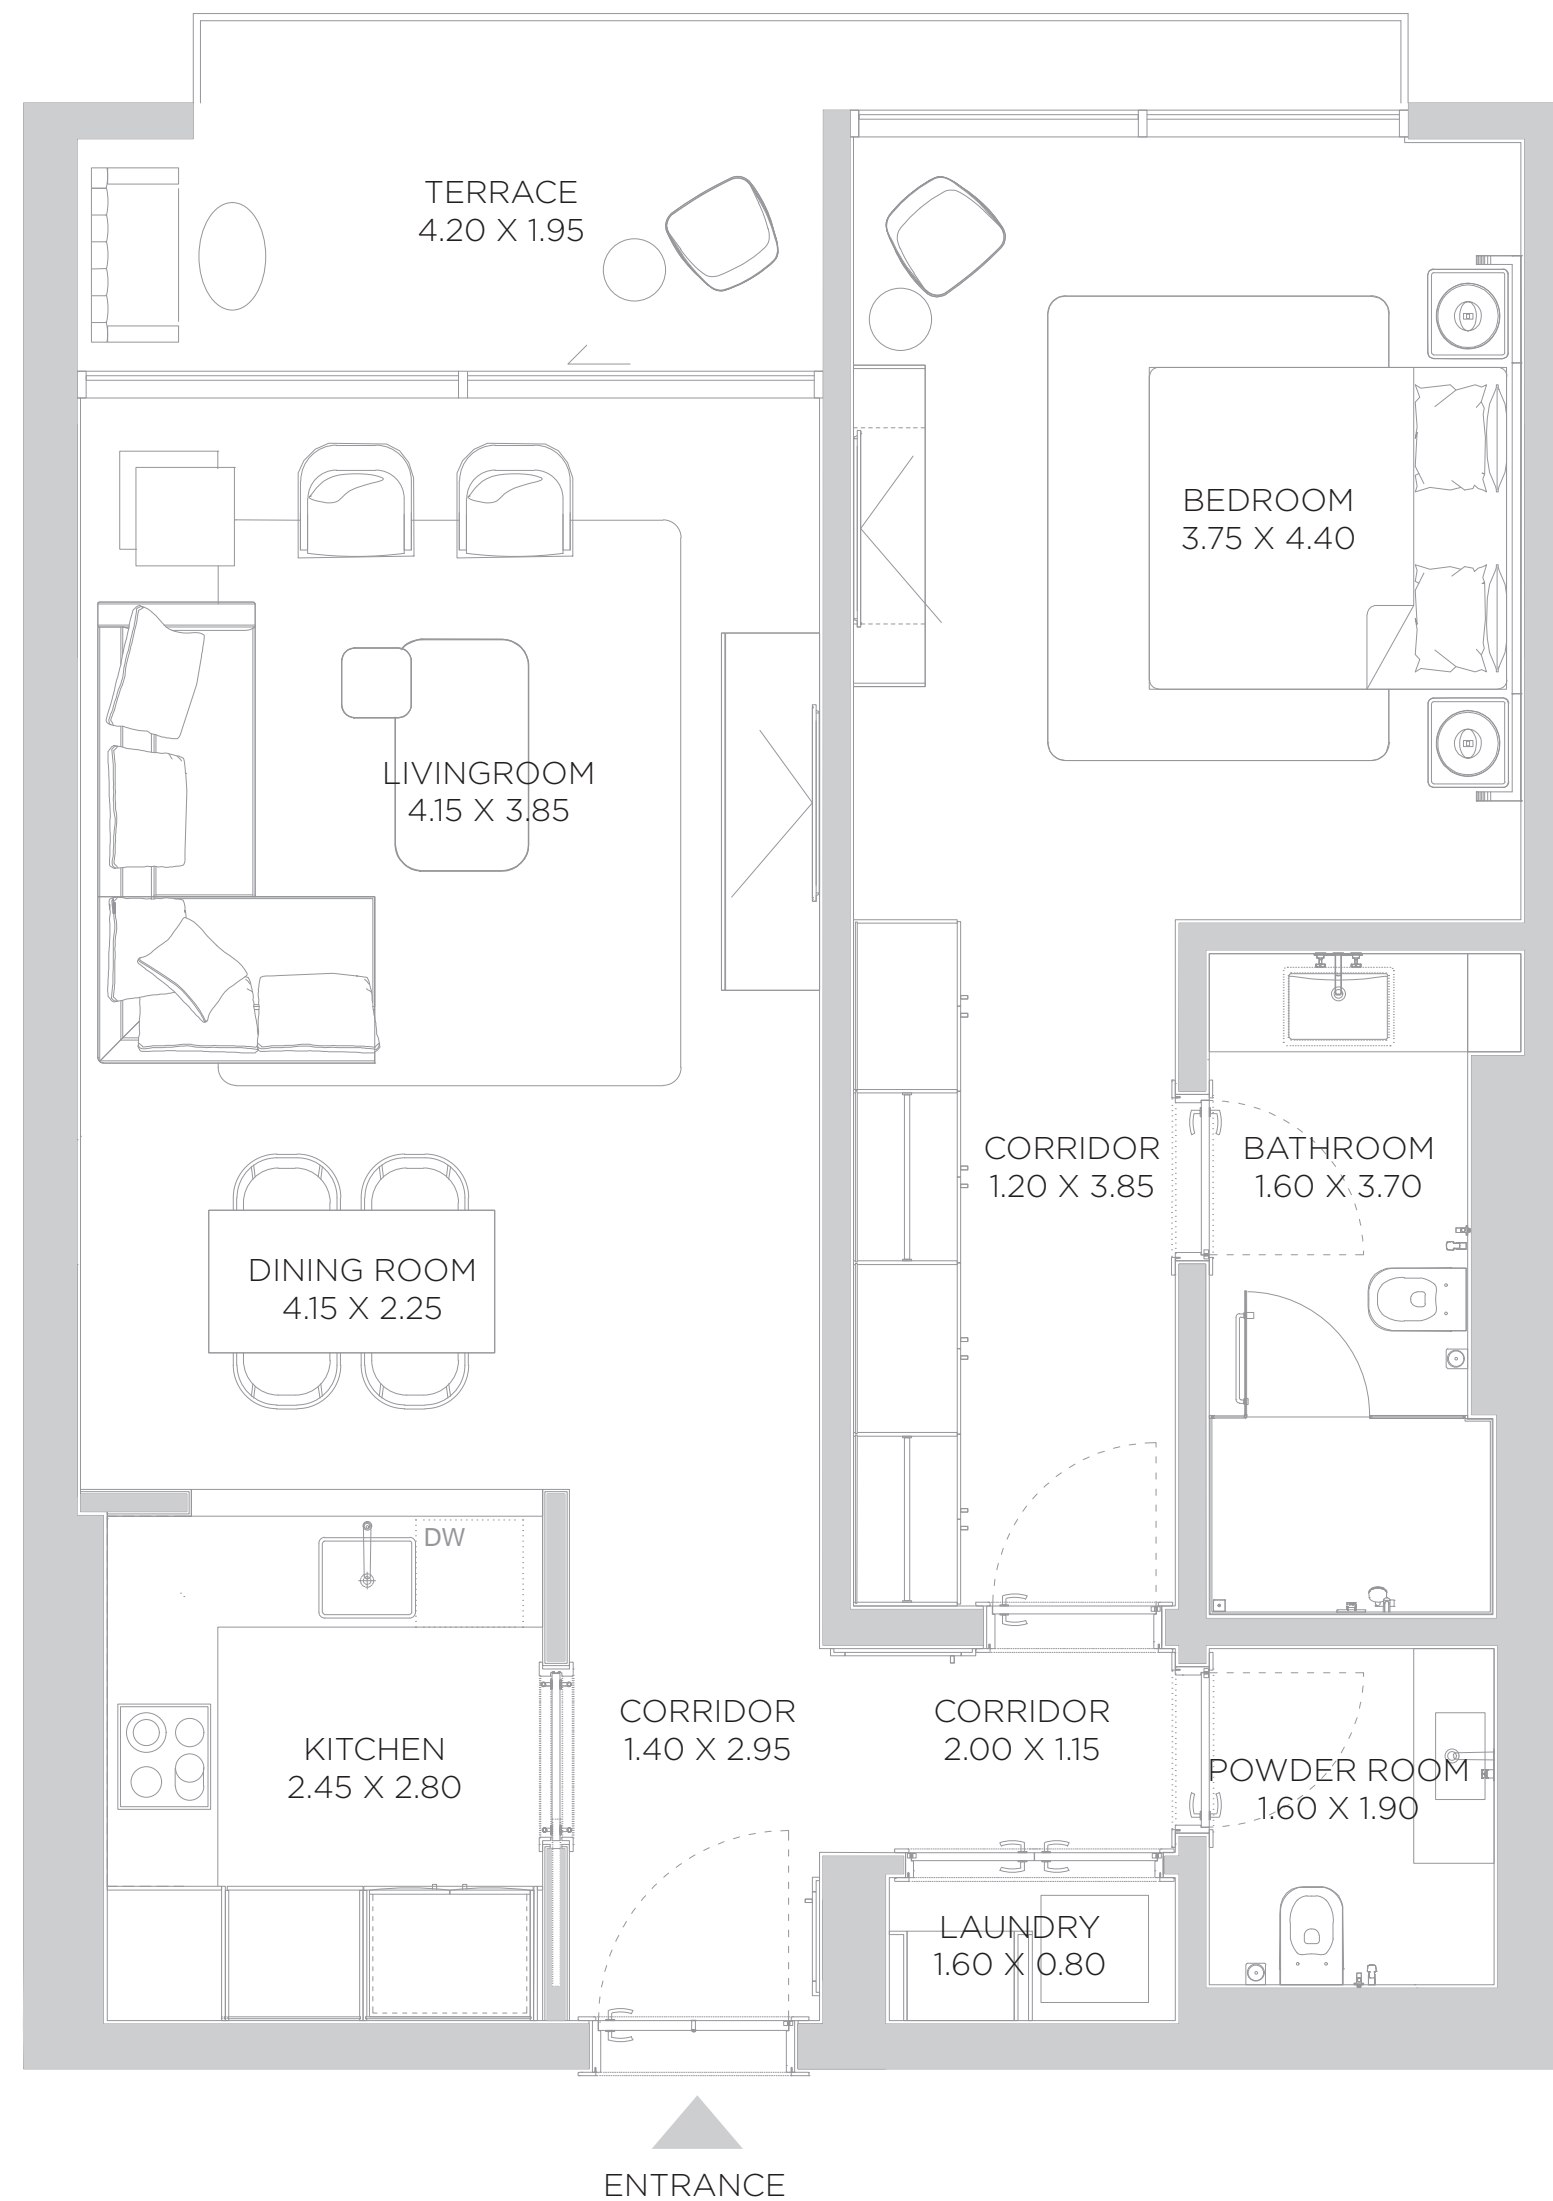 TERRACE
4.20 X 1.95
BEDROOM
3.75 X 4.40
LIVINGROOM
4.15 X 3.85
CORRIDOR
1.20 X 3.85
BATHROOM
1.60 X 3.70
DINING ROOM
4.15 X 2.25
DW
KITCHEN
2.45 X 2.80
CORRIDOR
1.40 X 2.95
CORRIDOR
2.00 X 1.15
POWDER ROOM
1.60 X 1.90
LAUNDRY
1.60 X 0.80
ENTRANCE